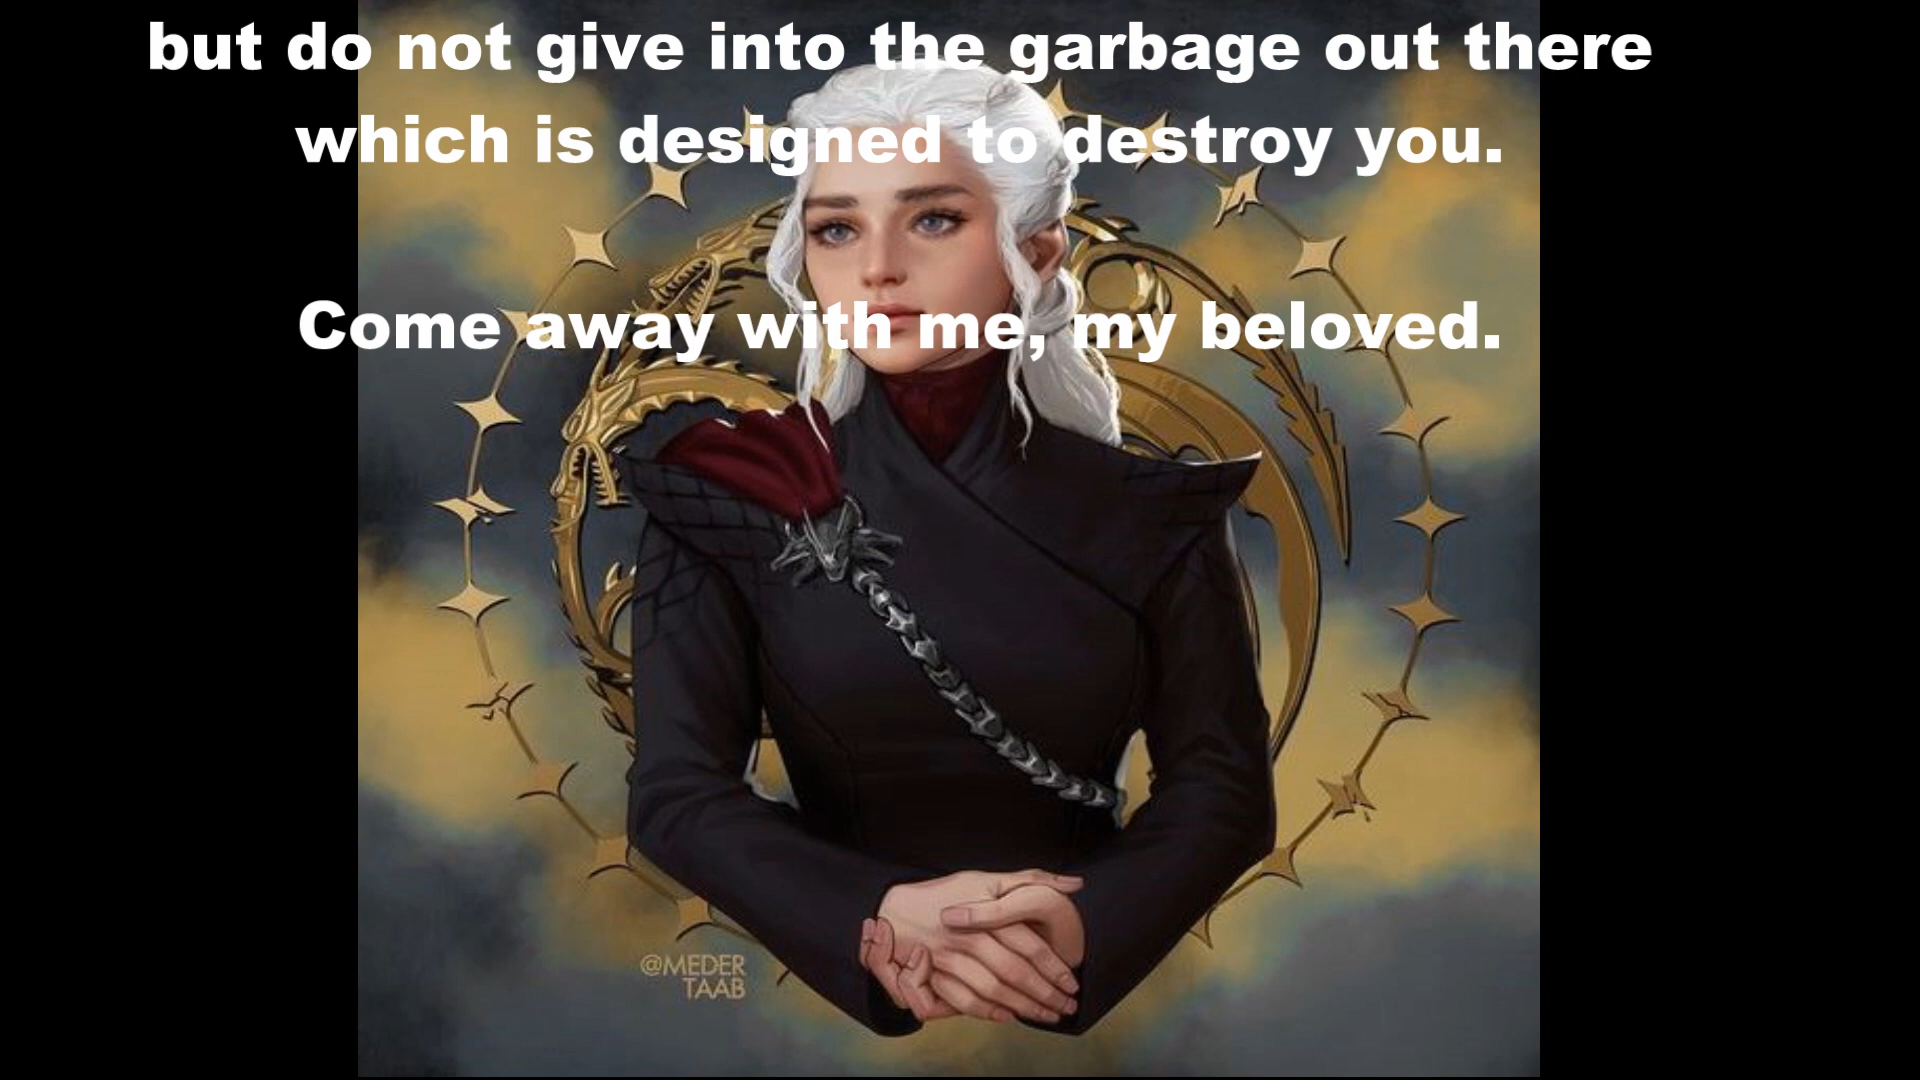 but do not give into the garbage out there
which is designed to destroy you.
Come away with me, my beloved.
@MEDER
TAAB